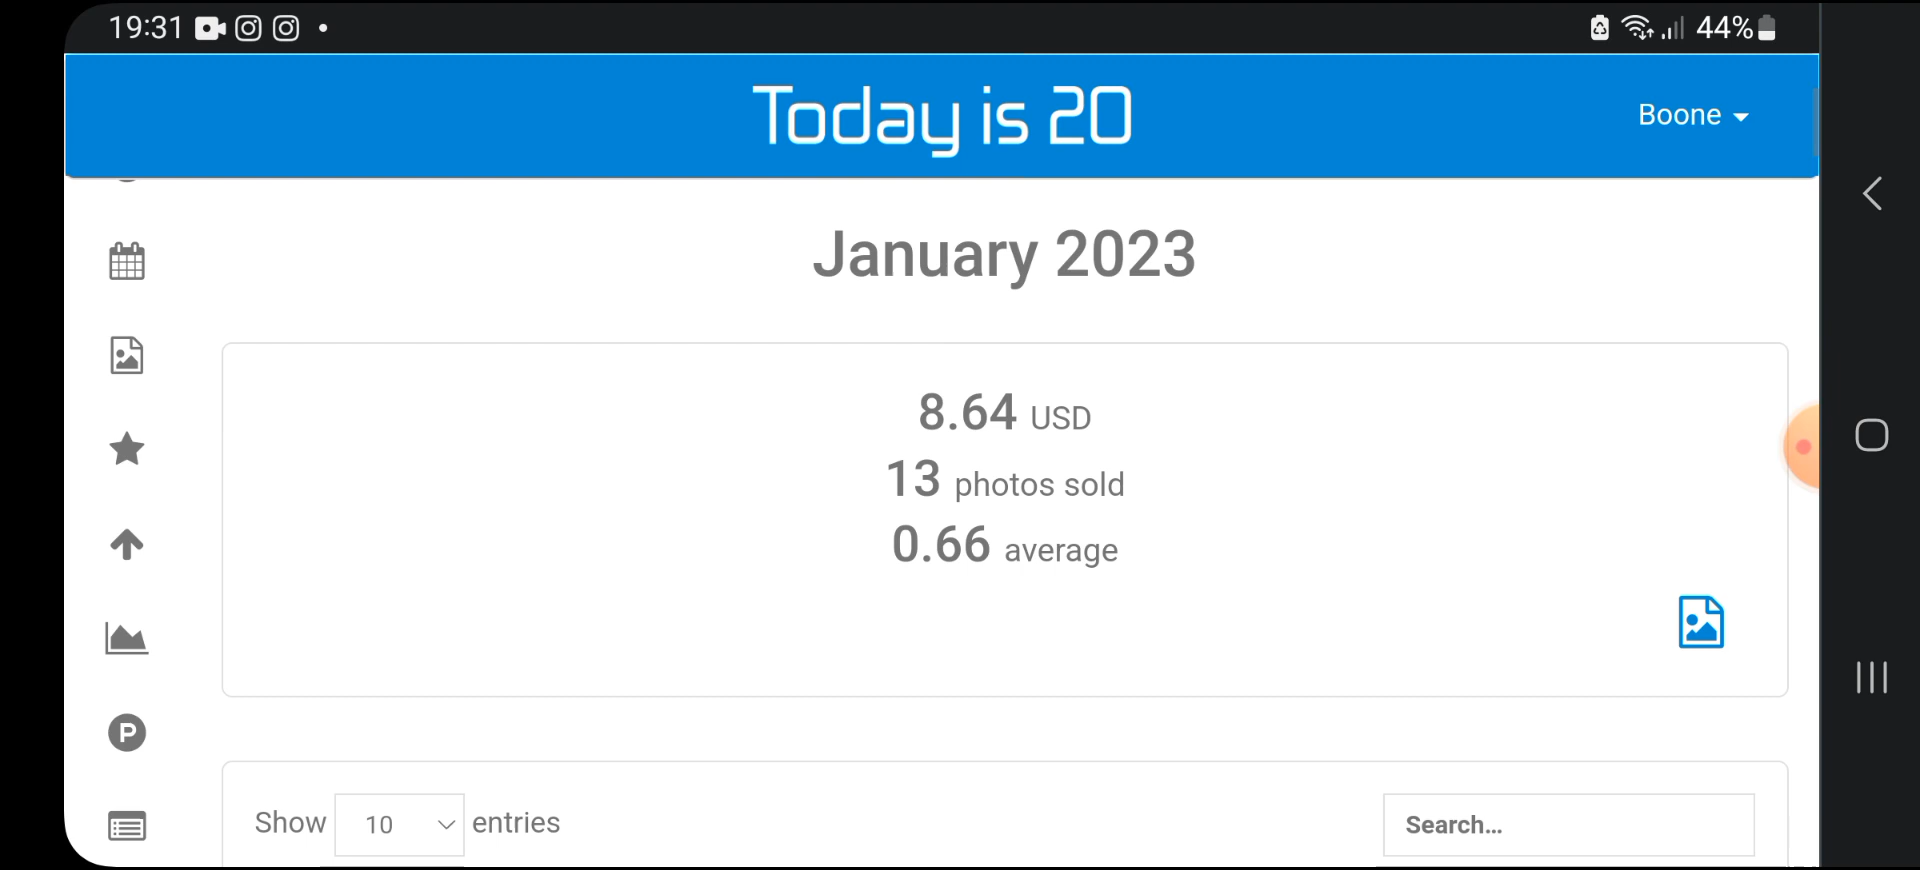 19:31
44%
Today is 20
Boone
January 2023
8.64 USD
13 photos sold
0.66 average
P
Show 10 entries
Search...